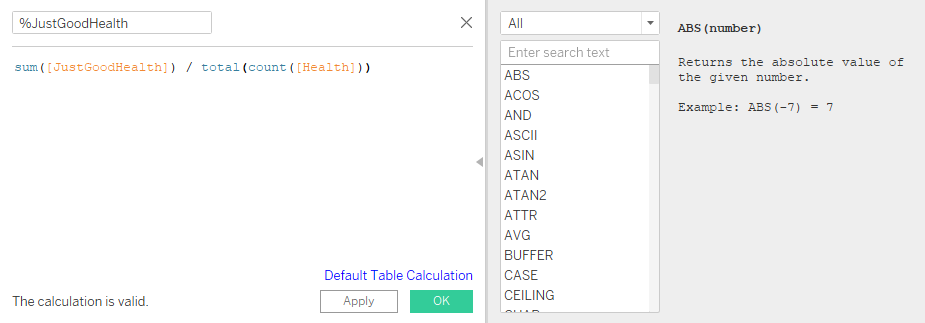 %JustGoodHealth
sum([JustGoodHealth]) / total(count([Health]))
Default Table Calculation
The calculation is valid.
Apply
OK
All
Enter search text
ABS
ACOS
AND
ASCII
ASIN
ATAN
ATAN2
ATTR
AVG
BUFFER
CASE
CEILING
ABS(number)
Returns the absolute value of
the given number.
Example: ABS(-7) = 7